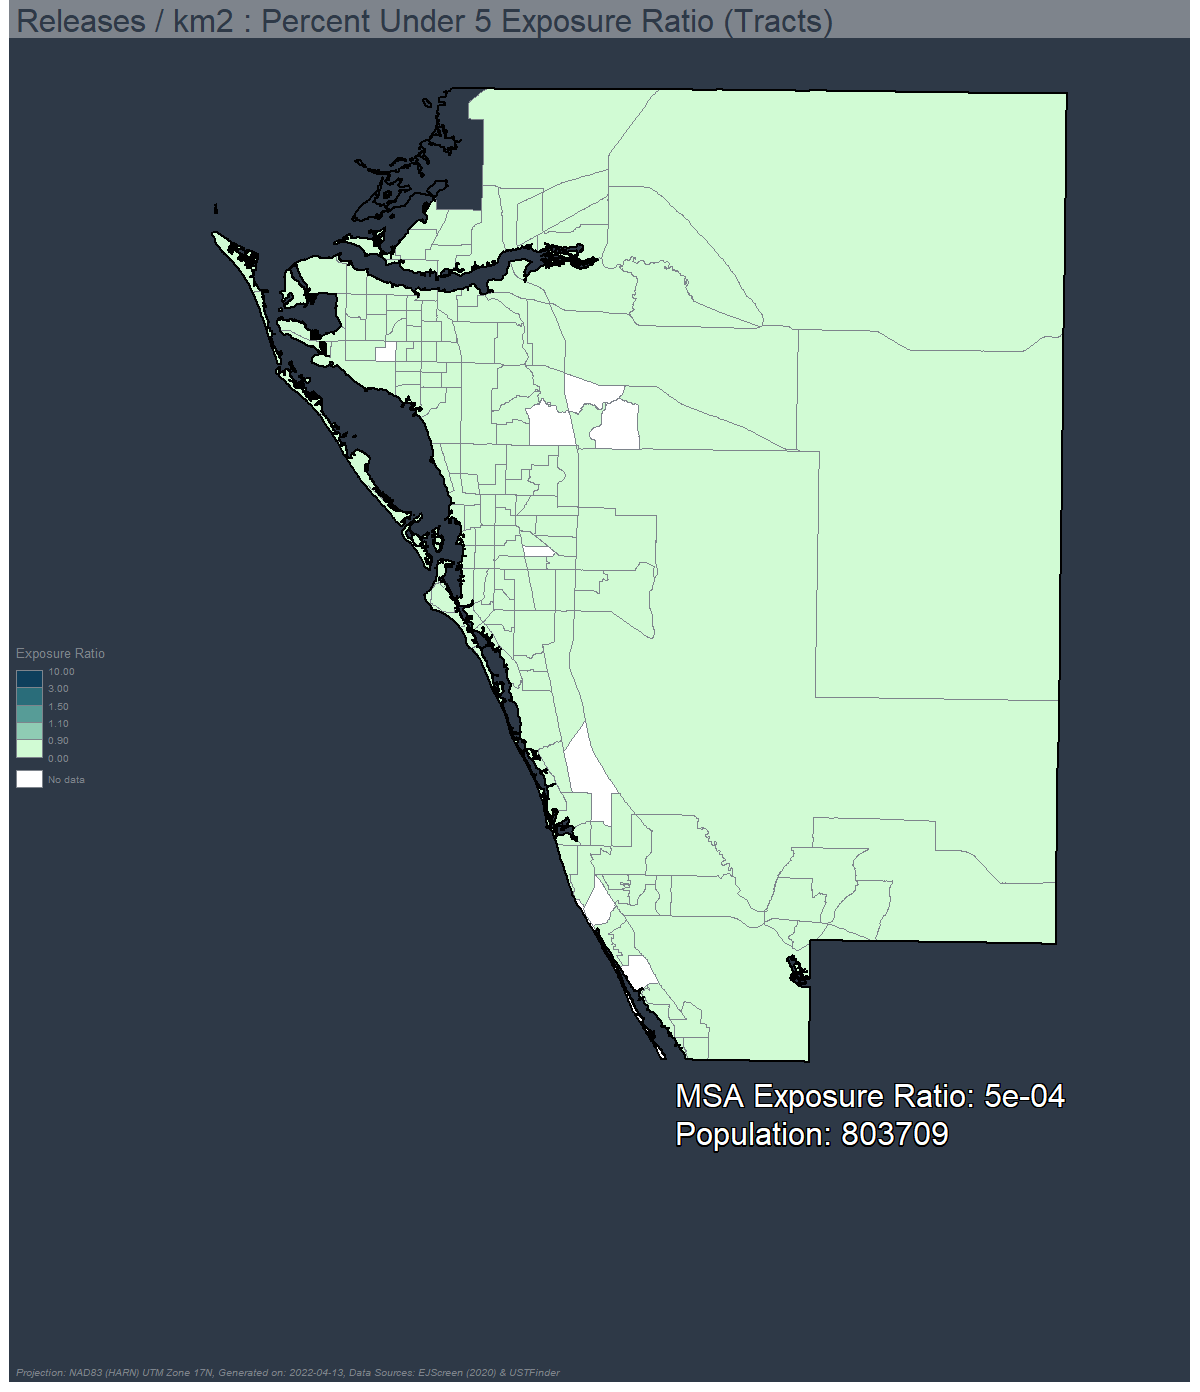 Releases / km2 : Percent Under 5 Exposure Ratio (Tracts)
Exposure Ratio
10.00
3.00
1.50
1.10
0.90
0.00
No data
MSA Exposure Ratio: 5e-04
Population: 803709
Projection: NAD83 (HARN) UTM Zone 17N, Generated on: 2022-04-13, Data Sources: EJScreen (2020) & USTFinder